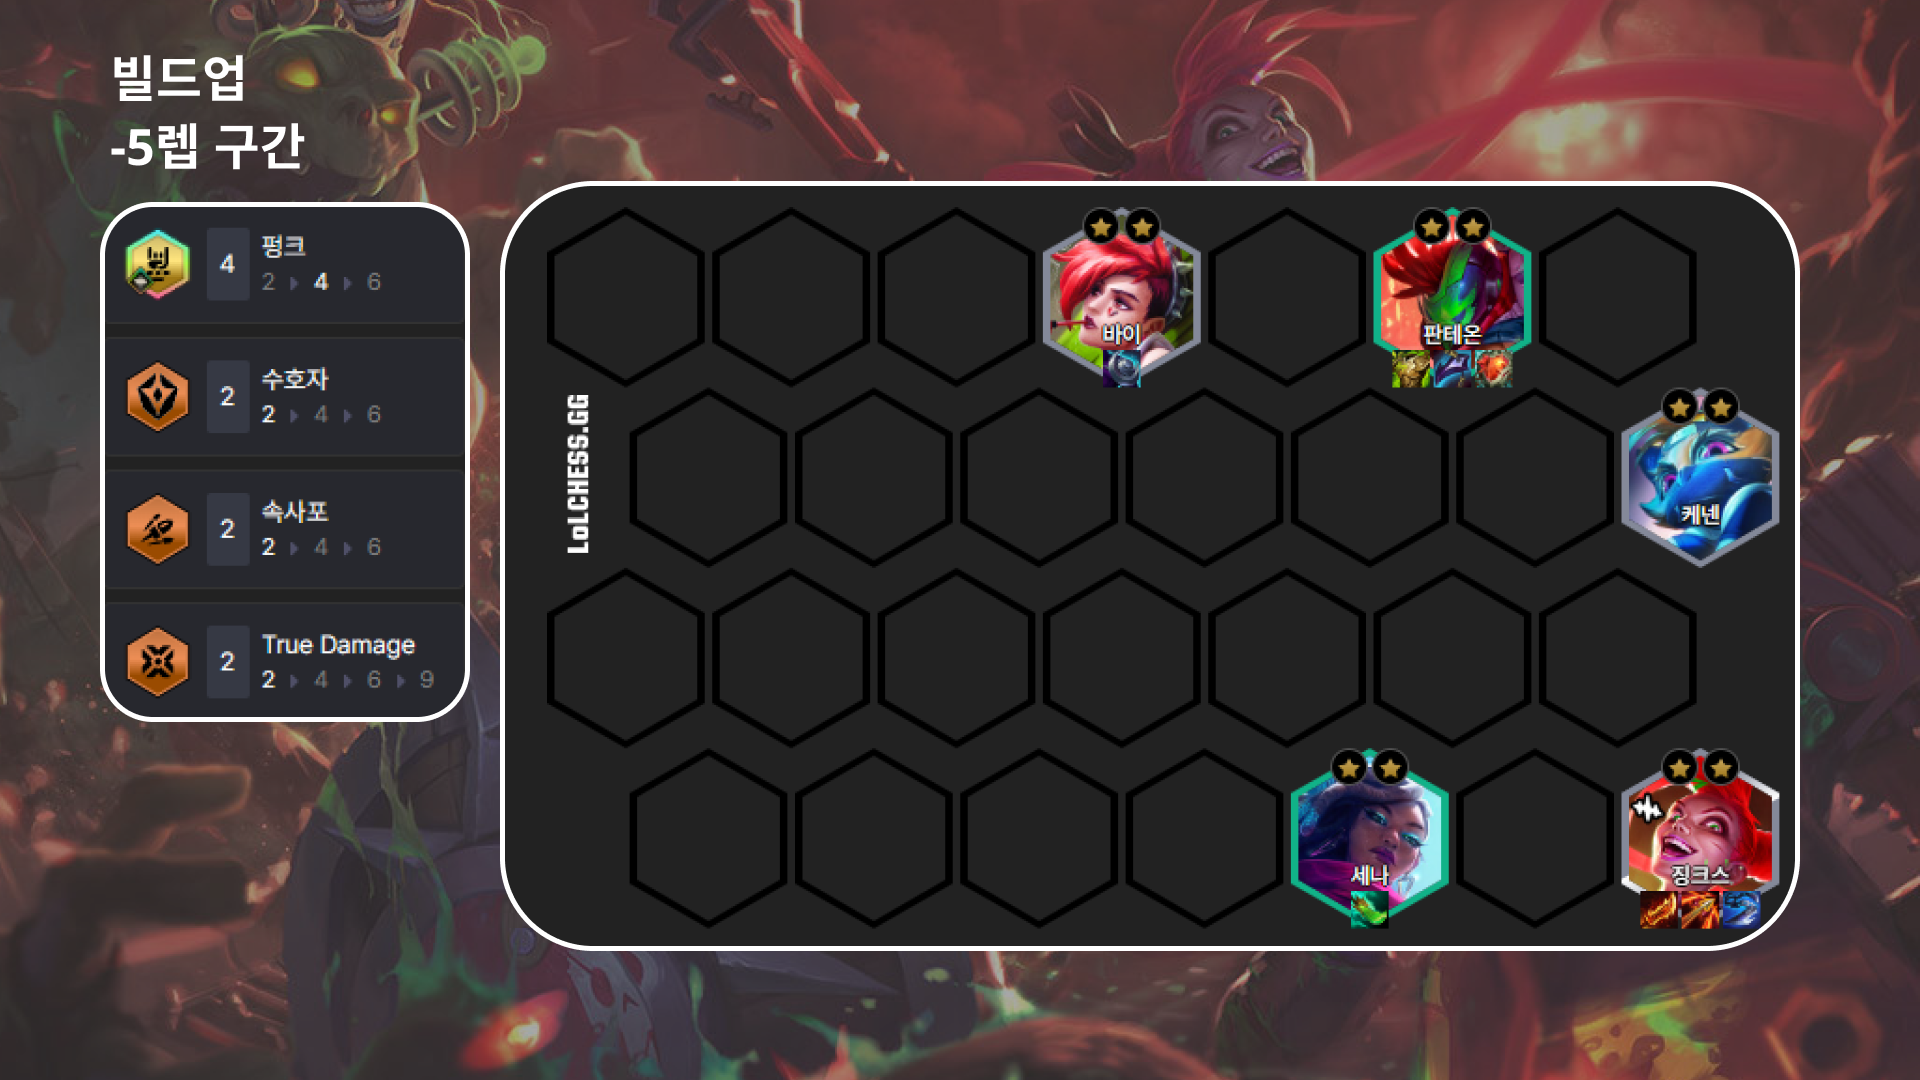 빌드업
-5렙 구간
4
펑크
2 4 6
2
수호자
2 4 6
2
속사포
2 4 6
2
True Damage
2 4 6 9
LoLCHESS.GG
바이
판테온
케넨
세나
징크스